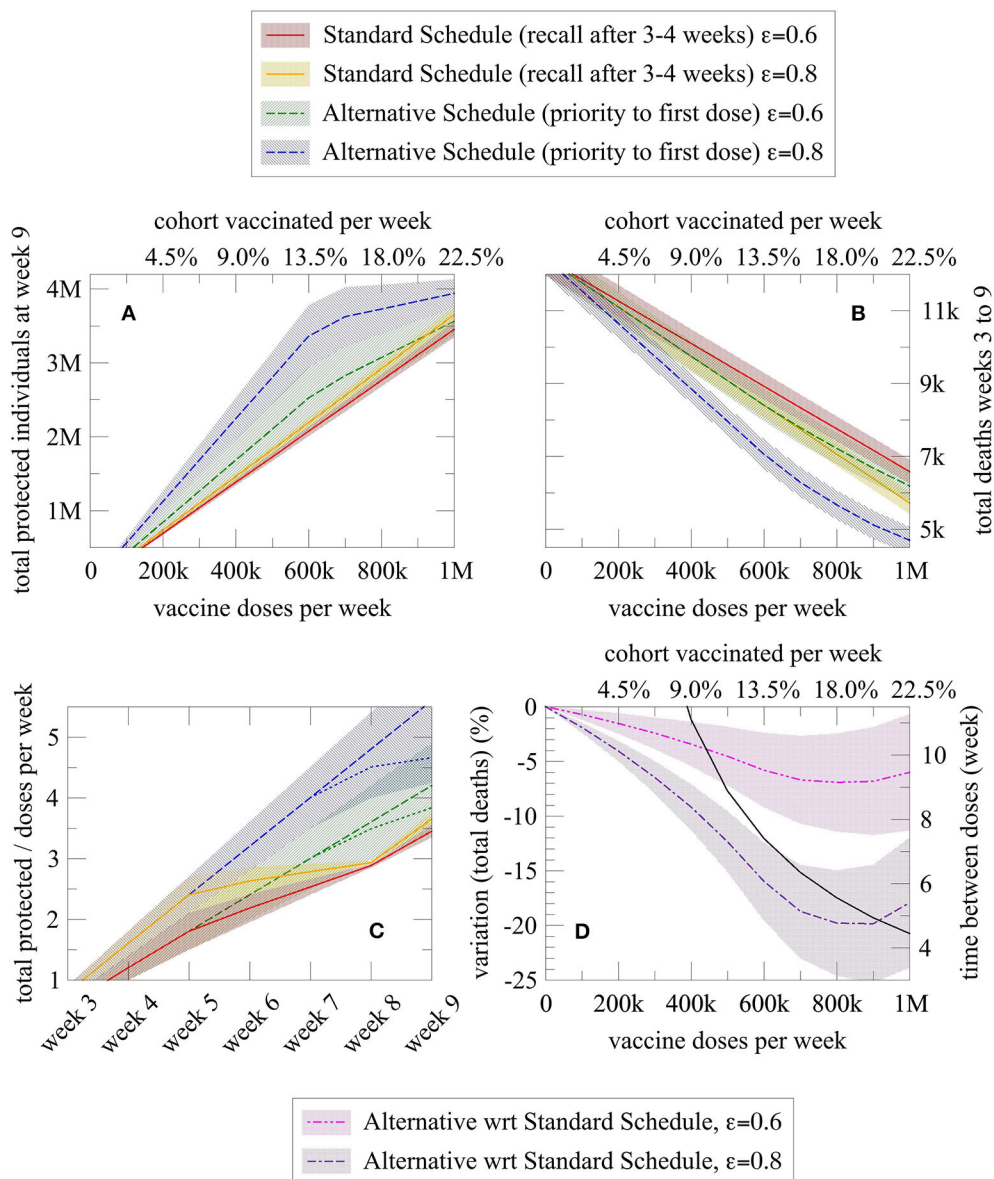 Standard Schedule (recall after 3-4 weeks) ε=0.6
Standard Schedule (recall after 3-4 weeks) ε=0.8
Alternative Schedule (priority to first dose) ε=0.6
Alternative Schedule (priority to first dose) ε=0.8
cohort vaccinated per week
4.5% 9.0% 13.5% 18.0% 22.5%
total protected individuals at week 9
4M
3M
2M
1M
A
0 200k 400k 600k 800k 1M
vaccine doses per week
cohort vaccinated per week
4.5% 9.0% 13.5% 18.0% 22.5%
B
11k
9k
7k
5k
total deaths weeks 3 to 9
0 200k 400k 600k 800k 1M
vaccine doses per week
total protected / doses per week
5
4
3
2
1
C
week 3
week 4
week 5
week 6
week 7
week 8
week 9
cohort vaccinated per week
4.5% 9.0% 13.5% 18.0% 22.5%
variation (total deaths) (%)
0
-5
-10
-15
-20
-25
D
10
8
6
4
time between doses (week)
0 200k 400k 600k 800k 1M
vaccine doses per week
Alternative wrt Standard Schedule, ε=0.6
Alternative wrt Standard Schedule, ε=0.8